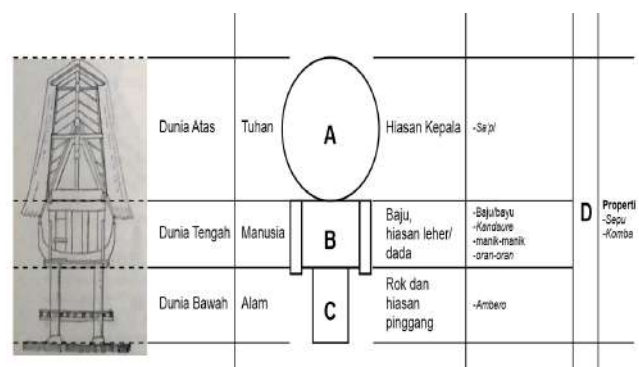 Dunia Atas
Tuhan
A
Hiasan Kepala
-Sa'pi
Dunia Tengah
Manusia
B
Baju,
hiasan leher/
dada
-Baju/bayu
-Kandaure
-manik-manik
-oran-oran
Dunia Bawah
Alam
C
Rok dan
hiasan
pinggang
-Ambero
D
Properti
-Sepu
-Komba